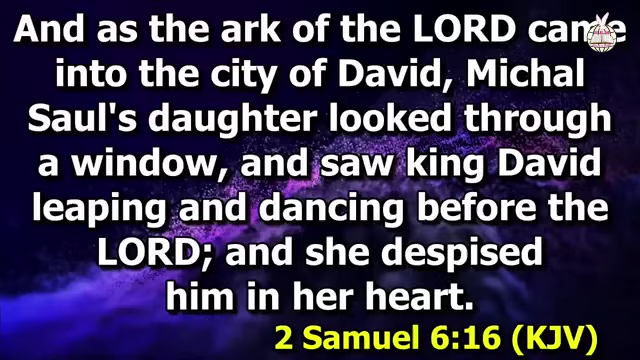 And as the ark of the LORD came
into the city of David, Michal
Saul's daughter looked through
a window, and saw king David
leaping and dancing before the
LORD; and she despised
him in her heart.
2 Samuel 6:16 (KJV)